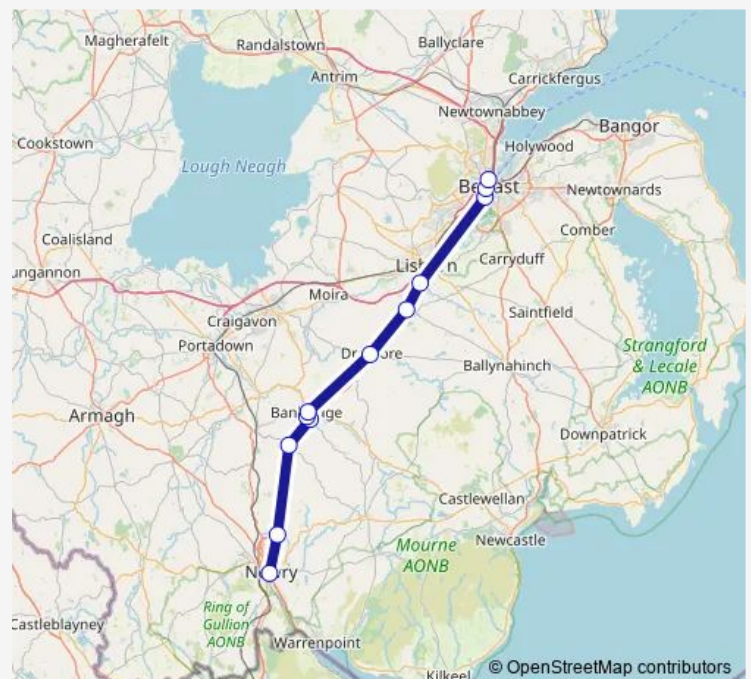 Magherafelt
Randalstown
Ballyclare
Antrim
Carrickfergus
Newtownabbey
Cookstown
Holywood
Bangor
Lough Neagh
Newtownards
Comber
Coalisland
Carryduff
ungannon
Moira
Craigavon
Saintfield
Portadown
Strangford
& Lecale
AONB
Ballynahinch
Armagh
Downpatrick
Castlewellan
Newcastle
Mourne
AONB
Ring of
Gullion
AONB
Castleblayney
Warrenpoint
Kilkeel
© OpenStreetMap contributors